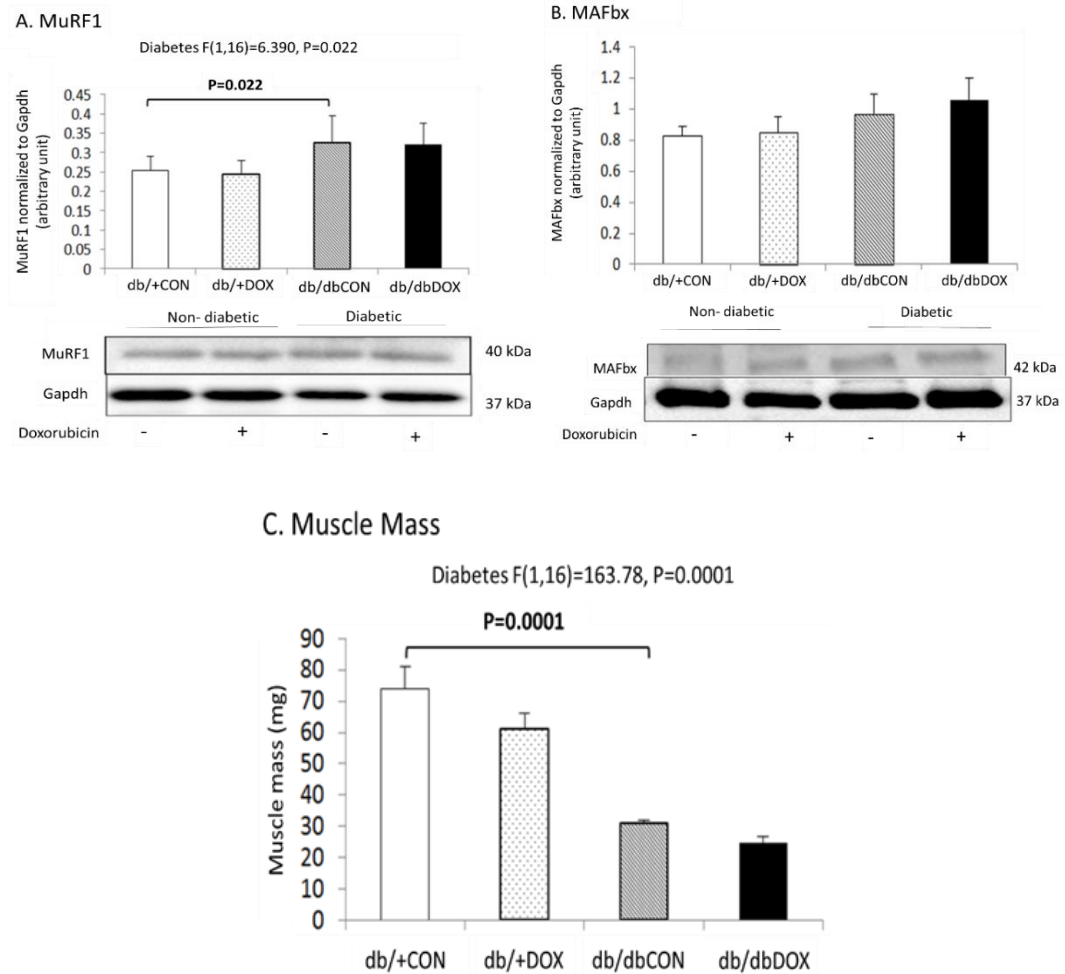 A. MuRF1
Diabetes F(1,16)=6.390, P=0.022
P=0.022
MuRF1 normalized to Gapdh
(arbitrary unit)
0.45
0.4
0.35
0.3
0.25
0.2
0.15
0.1
0.05
0
db/+CON db/+DOX db/dbCON db/dbDOX
Non- diabetic Diabetic
MuRF1 40 kDa
Gapdh 37 kDa
Doxorubicin - + - +
B. MAFbx
MAFbx normalized to Gapdh
(arbitrary unit)
1.4
1.2
1
0.8
0.6
0.4
0.2
0
db/+CON db/+DOX db/dbCON db/dbDOX
Non- diabetic Diabetic
MAFbx 42 kDa
Gapdh 37 kDa
Doxorubicin - + - +
C. Muscle Mass
Diabetes F(1,16)=163.78, P=0.0001
P=0.0001
Muscle mass (mg)
90
80
70
60
50
40
30
20
10
0
db/+CON db/+DOX db/dbCON db/dbDOX